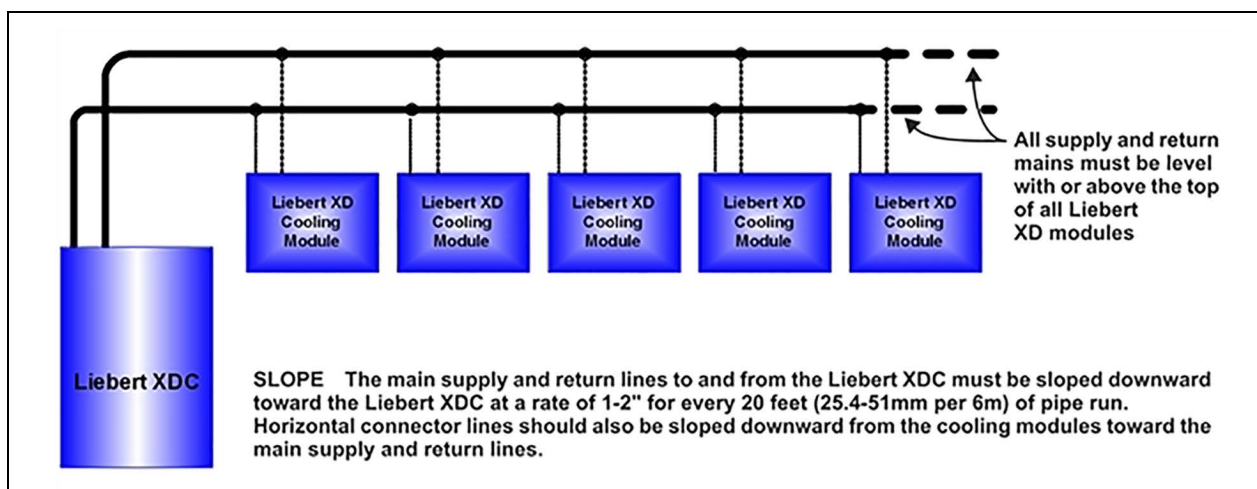 All supply and return
mains must be level
with or above the top
of all Liebert
XD modules
Liebert XD
Cooling
Module
Liebert XD
Cooling
Module
Liebert XD
Cooling
Module
Liebert XD
Cooling
Module
Liebert XD
Cooling
Module
Liebert XDC
SLOPE The main supply and return lines to and from the Liebert XDC must be sloped downward
toward the Liebert XDC at a rate of 1-2" for every 20 feet (25.4-51mm per 6m) of pipe run.
Horizontal connector lines should also be sloped downward from the cooling modules toward the
main supply and return lines.